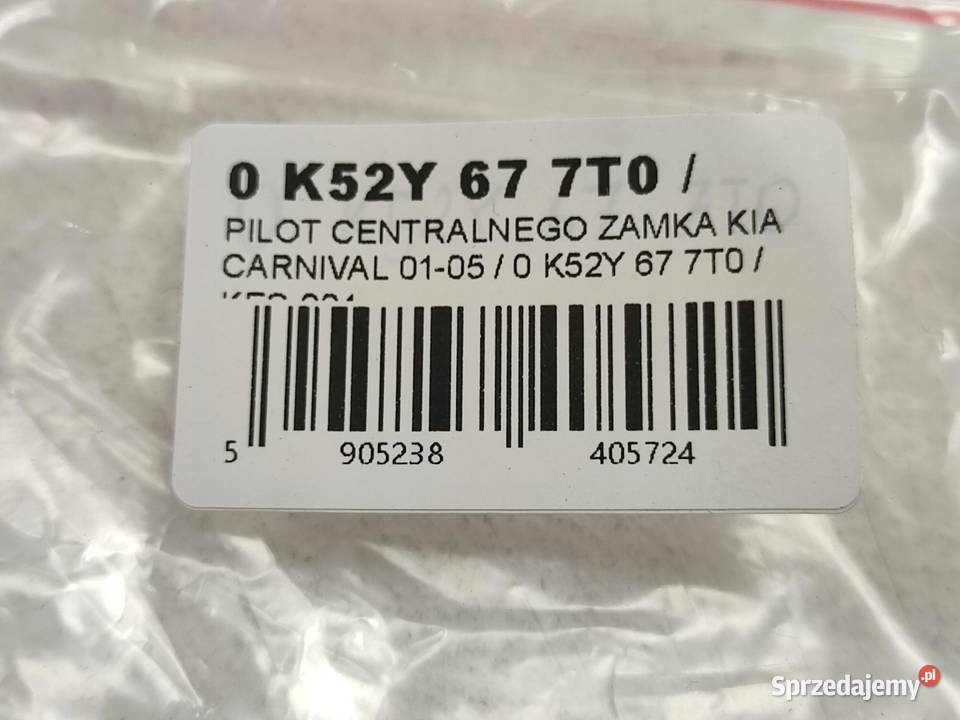 0 K52Y 67 7T0 /
PILOT CENTRALNEGO ZAMKA KIA
CARNIVAL 01-05 / 0 K52Y 67 7T0 /
5 905238 405724
Sprzedajemy.pl